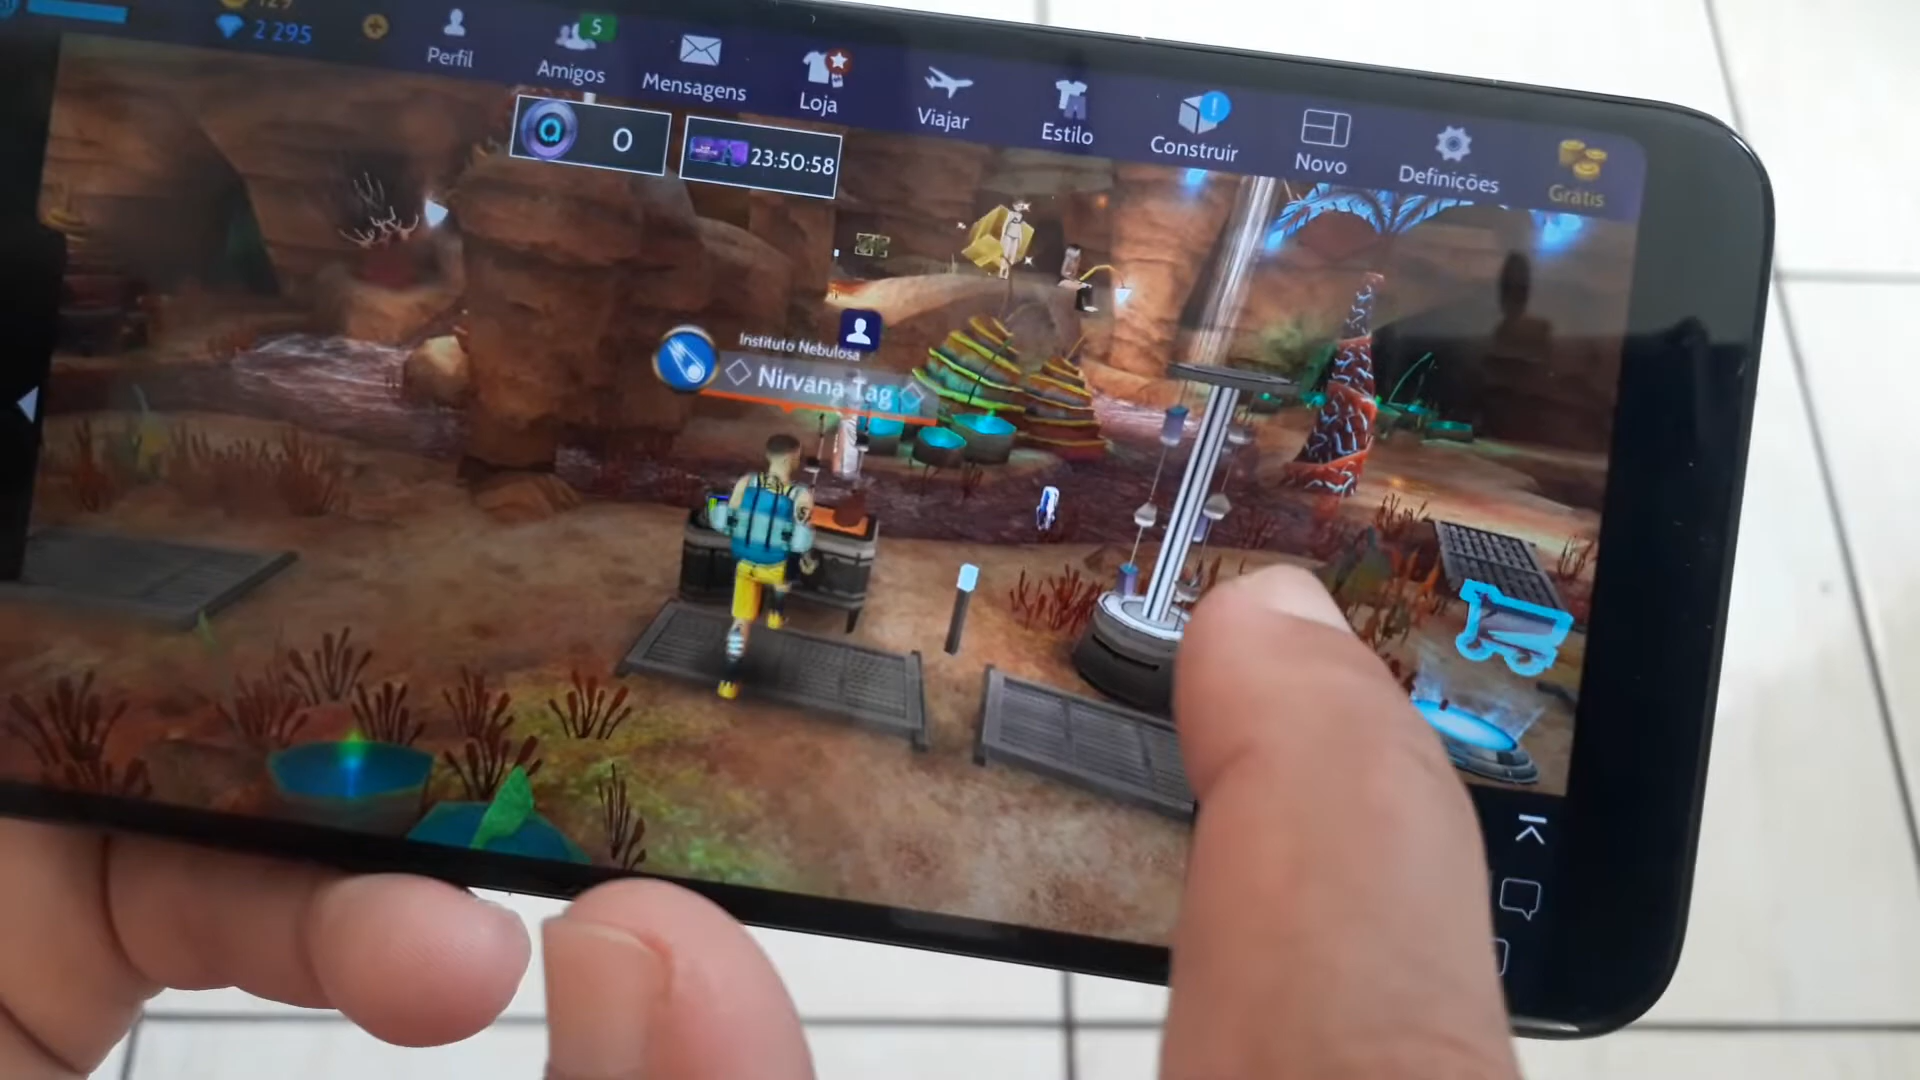 129
2 295
Perfil
5
Amigos
Mensagens
Loja
Viajar
Estilo
!
Construir
Novo
Definições
Grátis
a
0
23:50:58
Instituto Nebulosa
Nirvana Tag